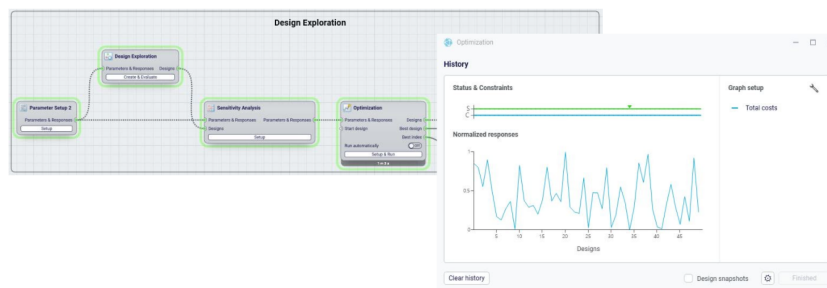 Design Exploration
Design Exploration
Parameters & Responses Designs
Create & Evaluate
Parameter Setup 2
Parameters & Responses
Setup
Sensitivity Analysis
Parameters & Responses Parameters & Responses
Designs
Setup
Optimization
Parameters & Responses Designs
Start design Best design
Best index
Run automatically Off
Setup & Run
Optimization
History
Status & Constraints
S
C
Normalized responses
1
0.5
0
5 10 15 20 25 30 35 40 45
Designs
Graph setup
Total costs
Clear history
Design snapshots
Finished